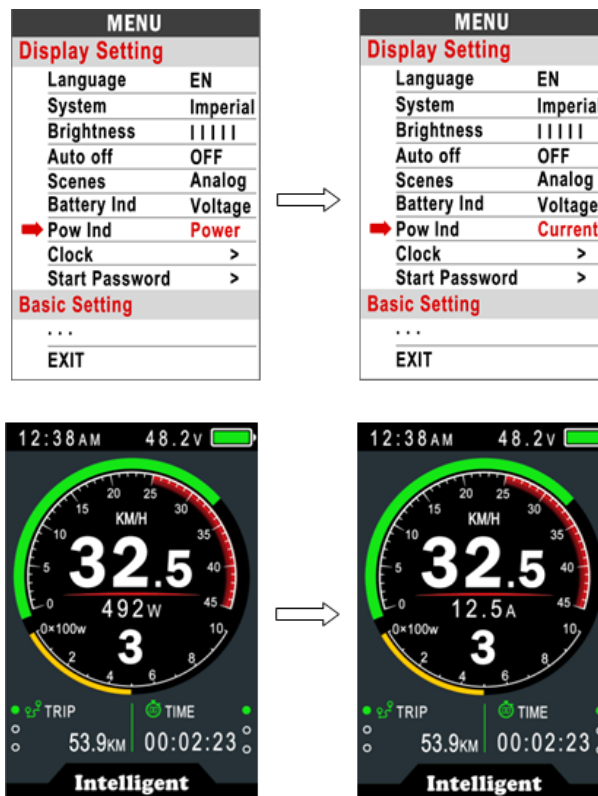 MENU
Display Setting
Language EN
System Imperial
Brightness | | | | |
Auto off OFF
Scenes Analog
Battery Ind Voltage
Pow Ind Power
Clock >
Start Password >
Basic Setting
. . .
EXIT
MENU
Display Setting
Language EN
System Imperial
Brightness | | | | |
Auto off OFF
Scenes Analog
Battery Ind Voltage
Pow Ind Current
Clock >
Start Password >
Basic Setting
. . .
EXIT
12:38AM 48.2V
0 5 10 15 20 25 30 35 40 45
KM/H
32.5
492W
0×100w 2 4 6 8 10
3
TRIP TIME
53.9KM 00:02:23
Intelligent
12:38AM 48.2V
0 5 10 15 20 25 30 35 40 45
KM/H
32.5
12.5A
0×100w 2 4 6 8 10
3
TRIP TIME
53.9KM 00:02:23
Intelligent